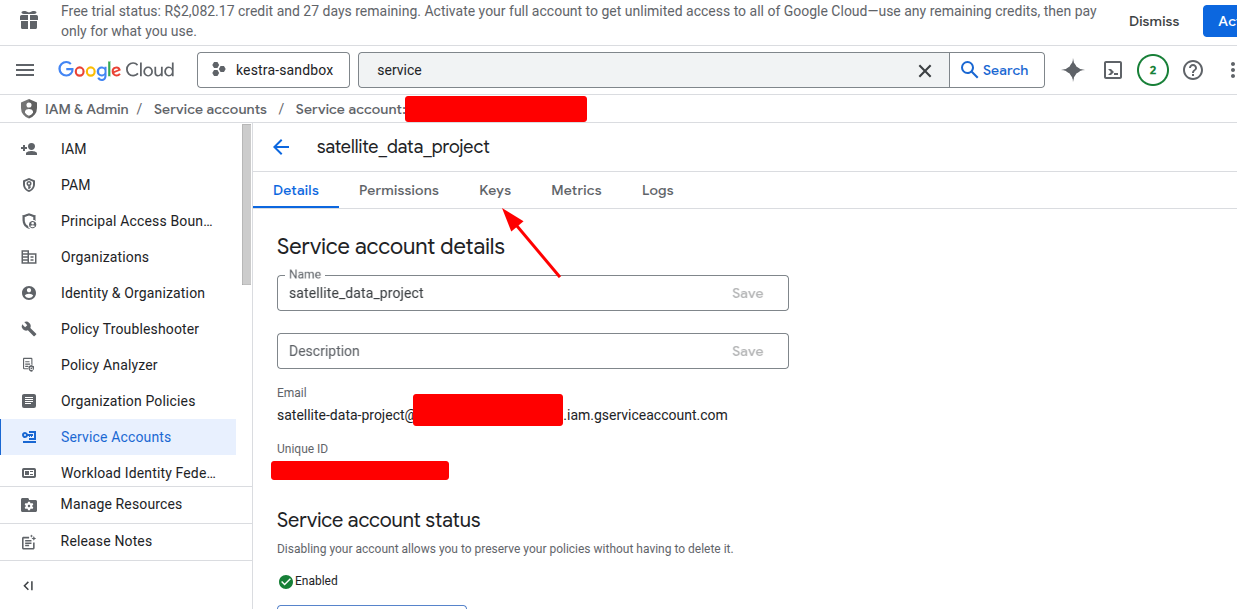 Free trial status: R$2,082.17 credit and 27 days remaining. Activate your full account to get unlimited access to all of Google Cloud—use any remaining credits, then pay
only for what you use.
Dismiss
Google Cloud
kestra-sandbox
service
Search
2
IAM & Admin / Service accounts / Service account:
IAM
PAM
Principal Access Boun...
Organizations
Identity & Organization
Policy Troubleshooter
Policy Analyzer
Organization Policies
Service Accounts
Workload Identity Fede...
Manage Resources
Release Notes
satellite_data_project
Details Permissions Keys Metrics Logs
Service account details
Name
satellite_data_project Save
Description Save
Email
satellite-data-project@ .iam.gserviceaccount.com
Unique ID
Service account status
Disabling your account allows you to preserve your policies without having to delete it.
Enabled